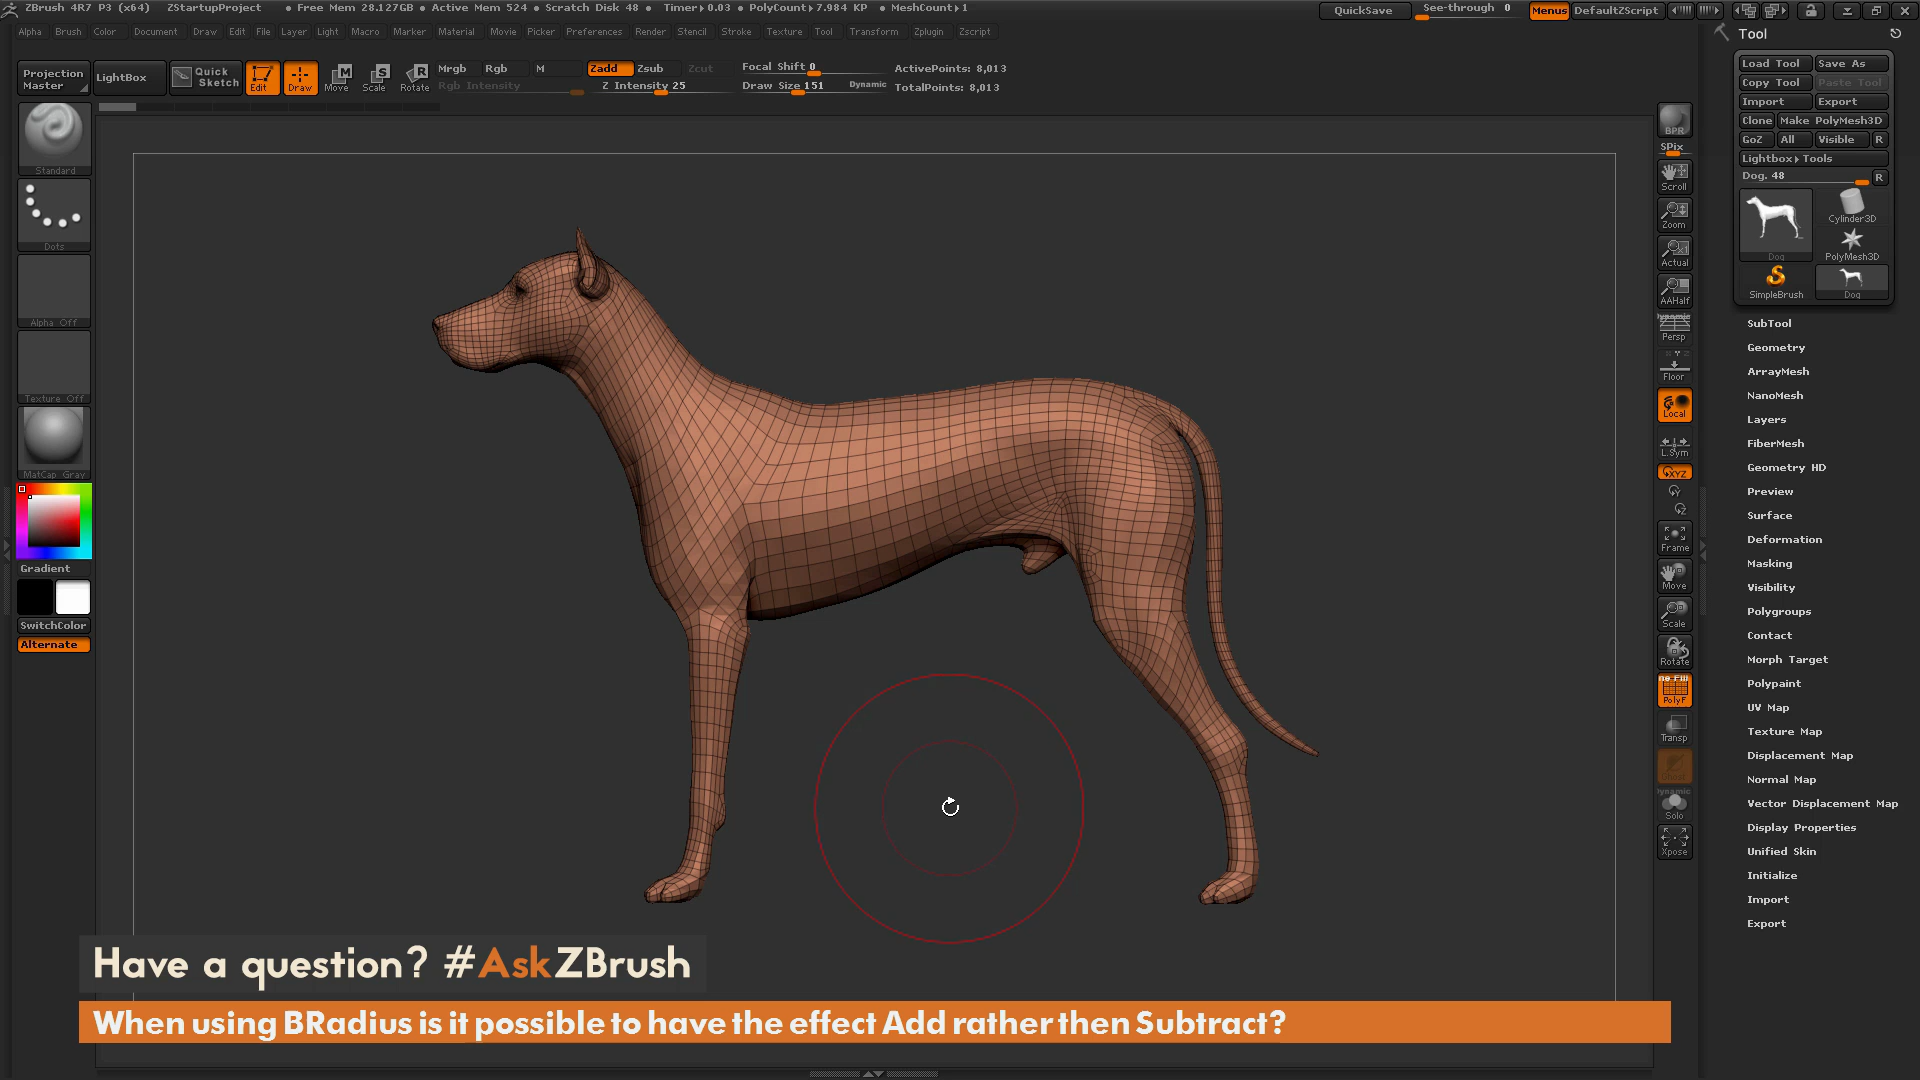 ZBrush 4R7 P3 (x64) ZStartupProject • Free Mem 28.127GB • Active Mem 524 • Scratch Disk 48 • Timer▸0.03 • PolyCount▸7.984 KP • MeshCount▸1 QuickSave See-through 0 Menus DefaultZScript
Alpha Brush Color Document Draw Edit File Layer Light Macro Marker Material Movie Picker Preferences Render Stencil Stroke Texture Tool Transform Zplugin Zscript
Projection Master
LightBox
Quick Sketch
Edit
Draw
Move
Scale
Rotate
Mrgb Rgb M
Rgb Intensity
Zadd Zsub Zcut
Z Intensity 25
Focal Shift 0
Draw Size 151 Dynamic
ActivePoints: 8,013
TotalPoints: 8,013
Standard
Dots
Alpha Off
Texture Off
MatCap Gray
Gradient
SwitchColor
Alternate
BPR
SPix
Scroll
Zoom
Actual
AAHalf
Dynamic
Persp
Floor
Local
L.Sym
XYZ
Y
Z
Frame
Move
Scale
Rotate
ne Fill
PolyF
Transp
Ghost
Dynamic
Solo
Xpose
Tool
Load Tool Save As
Copy Tool Paste Tool
Import Export
Clone Make PolyMesh3D
GoZ All Visible R
Lightbox▸Tools
Dog. 48 R
Dog
Cylinder3D
PolyMesh3D
SimpleBrush
Dog
SubTool
Geometry
ArrayMesh
NanoMesh
Layers
FiberMesh
Geometry HD
Preview
Surface
Deformation
Masking
Visibility
Polygroups
Contact
Morph Target
Polypaint
UV Map
Texture Map
Displacement Map
Normal Map
Vector Displacement Map
Display Properties
Unified Skin
Initialize
Import
Export
Have a question? #AskZBrush
When using BRadius is it possible to have the effect Add rather then Subtract?